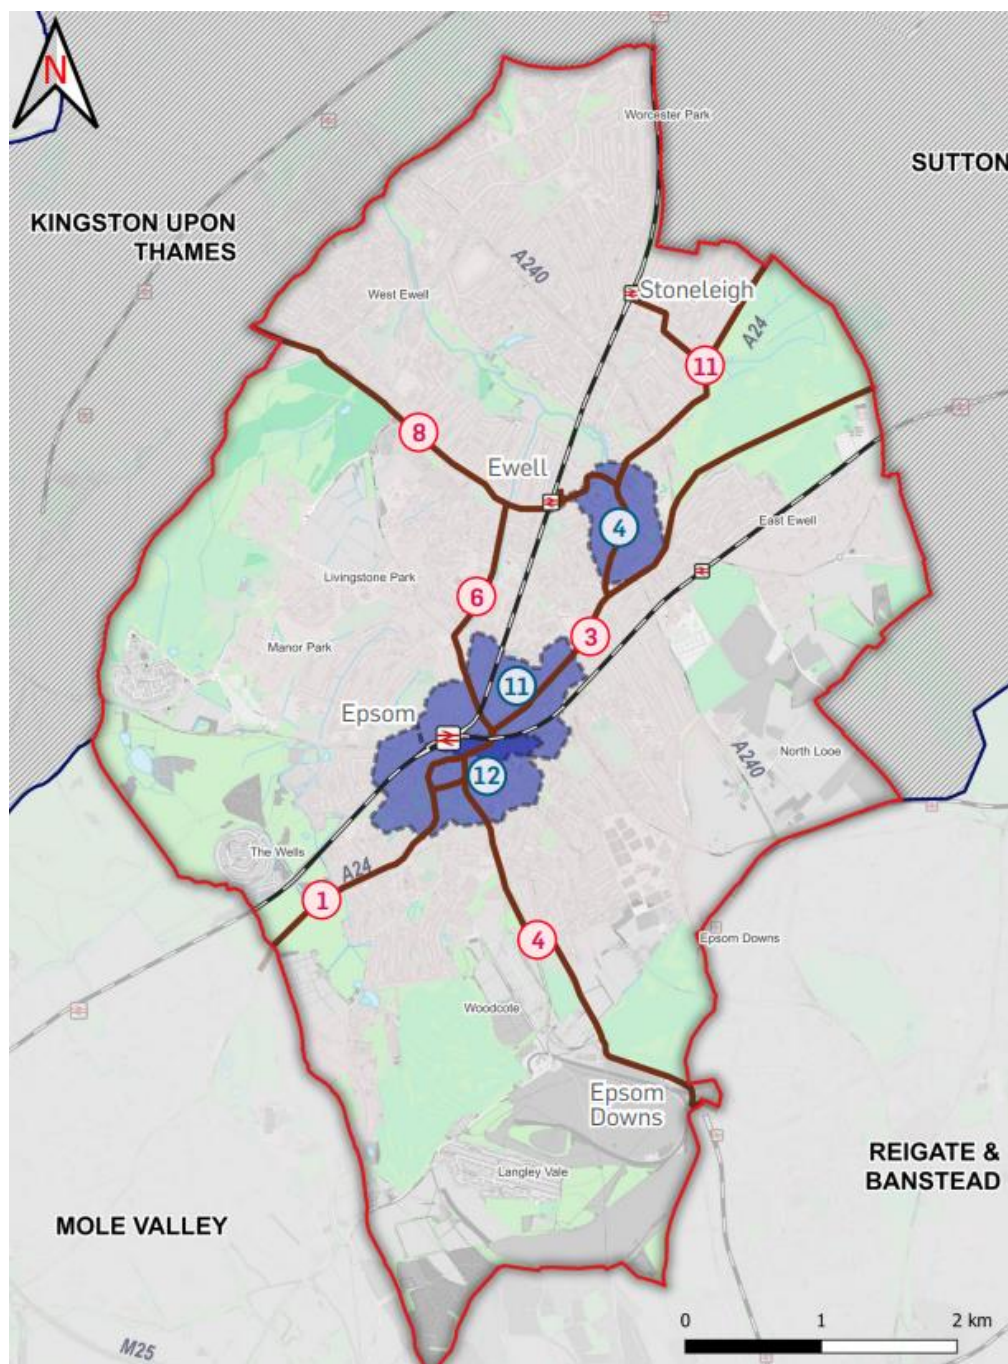 N
Worcester Park
SUTTON
KINGSTON UPON
THAMES
A240
West Ewell
Stoneleigh
A24
11
8
Ewell
4
East Ewell
Livingstone Park
6
3
Manor Park
11
Epsom
A240
North Looe
12
The Wells
A24
1
4
Epsom Downs
Woodcote
Epsom
Downs
REIGATE &
BANSTEAD
Langley Vale
MOLE VALLEY
0 1 2 km
M25